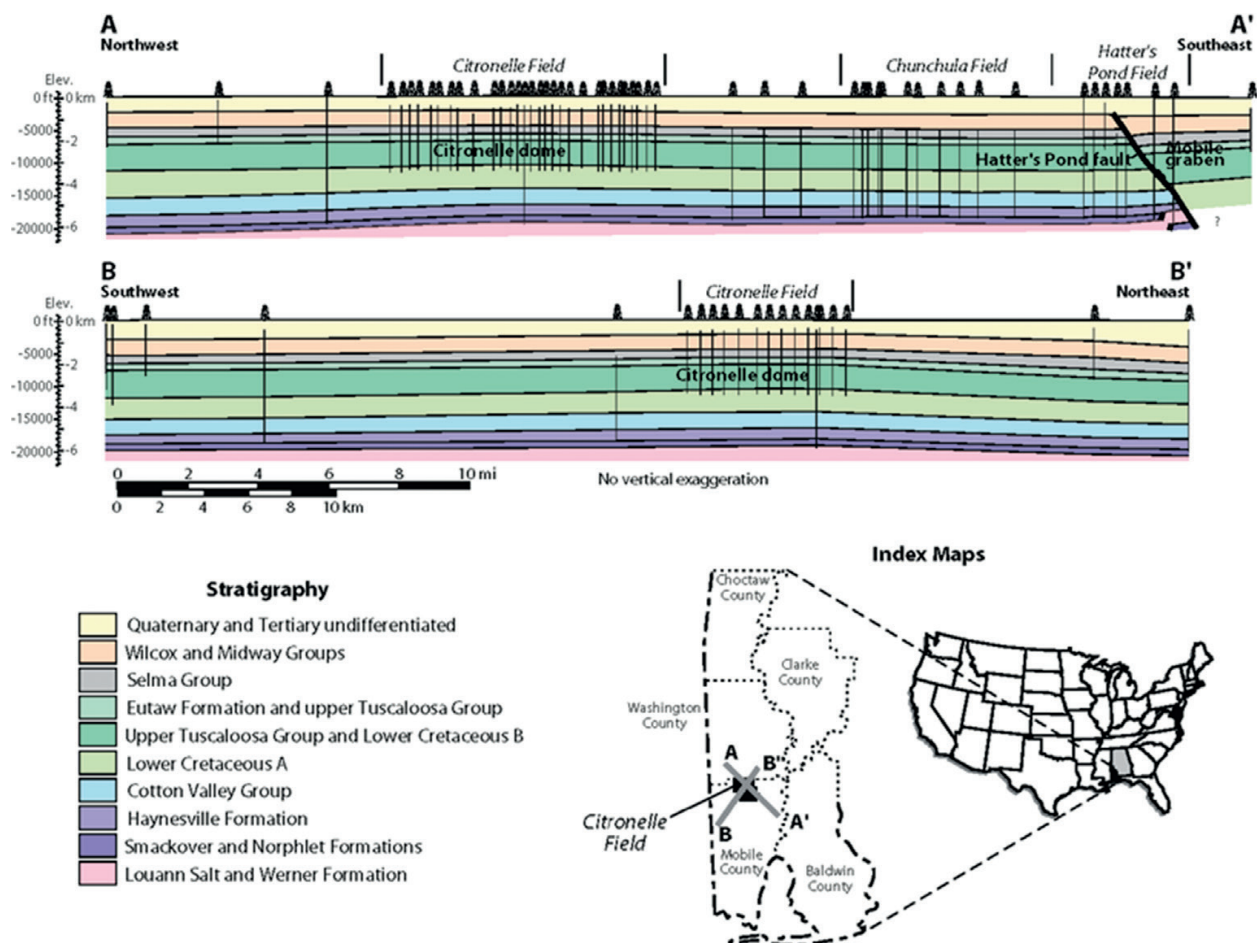 A
Northwest
Citronelle Field
Chunchula Field
Hatter's
Pond Field
A'
Southeast
Elev.
0 ft 0 km
-5000
-2
-10000
-4
-15000
-20000
-6
Citronelle dome
Hatter's Pond fault
Mobile
graben
?
B
Southwest
Citronelle Field
B'
Northeast
Elev.
0 ft 0 km
-5000
-2
-10000
-4
-15000
-20000
-6
Citronelle dome
0 2 4 6 8 10 mi
0 2 4 6 8 10 km
No vertical exaggeration
Stratigraphy
Quaternary and Tertiary undifferentiated
Wilcox and Midway Groups
Selma Group
Eutaw Formation and upper Tuscaloosa Group
Upper Tuscaloosa Group and Lower Cretaceous B
Lower Cretaceous A
Cotton Valley Group
Haynesville Formation
Smackover and Norphlet Formations
Louann Salt and Werner Formation
Index Maps
Choctaw
County
Clarke
County
Washington
County
A
B'
Citronelle
Field
B
A'
Mobile
County
Baldwin
County